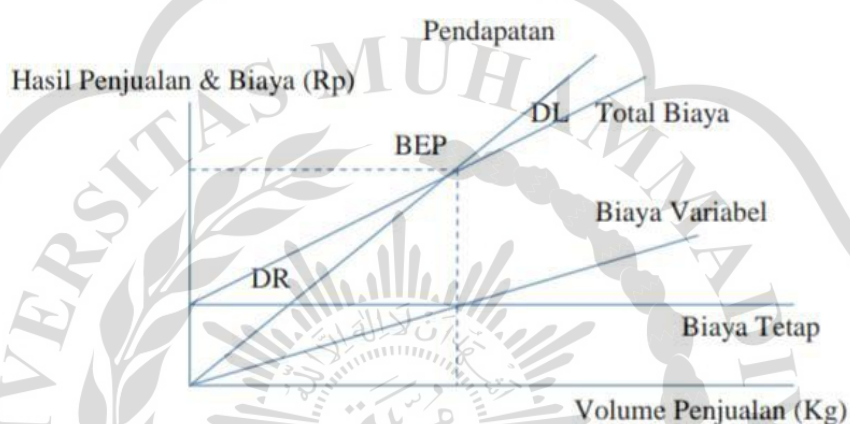 Pendapatan
Hasil Penjualan & Biaya (Rp)
DL Total Biaya
BEP
Biaya Variabel
DR
Biaya Tetap
Volume Penjualan (Kg)